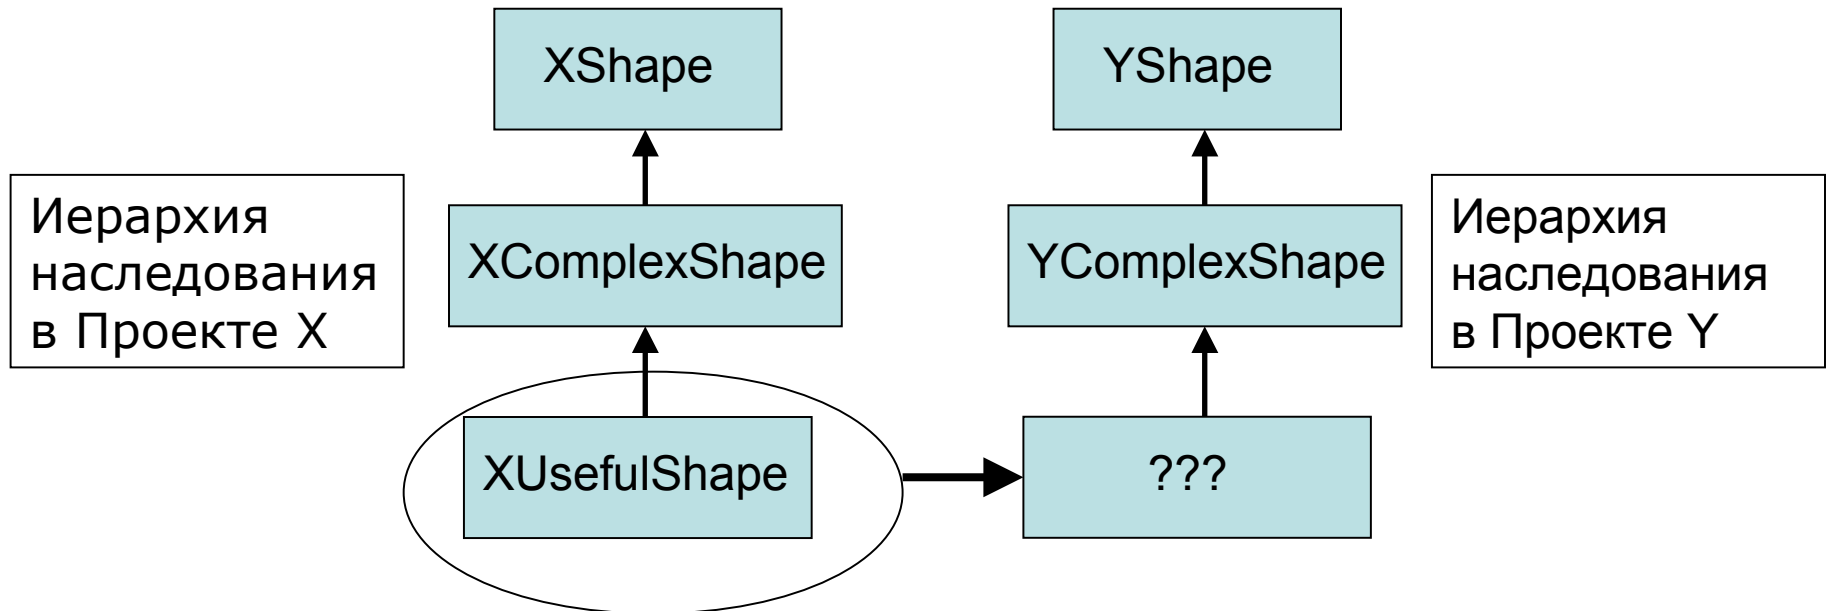 XShape
YShape
Иерархия
наследования
в Проекте X
XComplexShape
YComplexShape
Иерархия
наследования
в Проекте Y
XUsefulShape
???